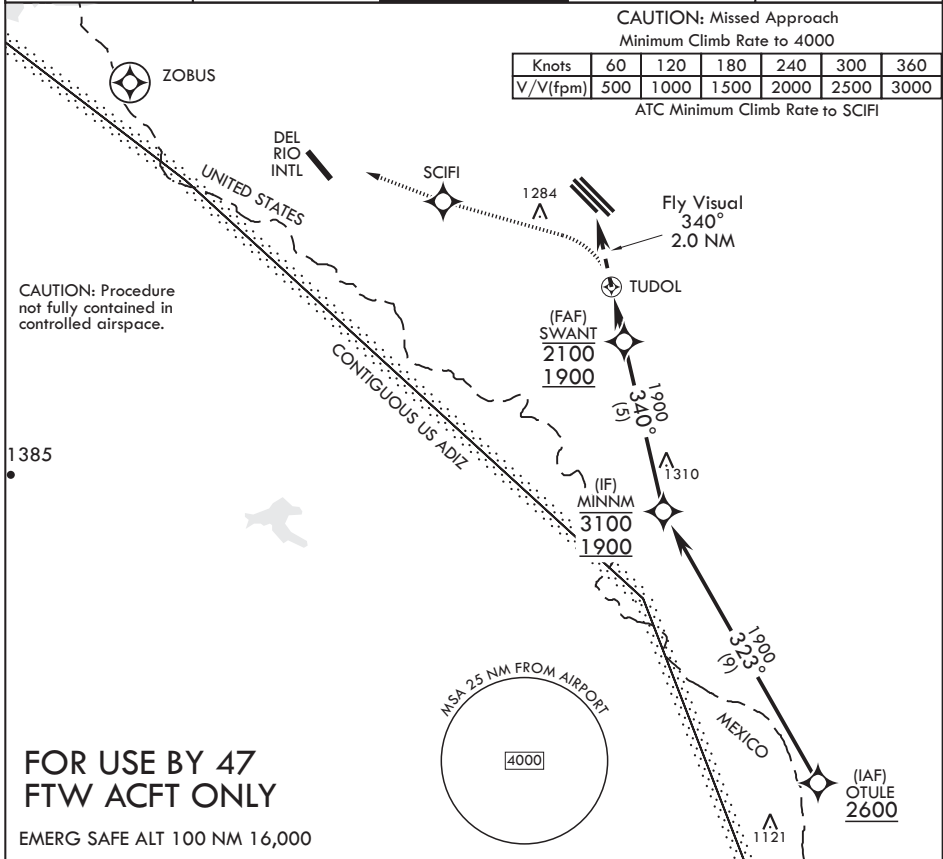 CAUTION: Missed Approach
Minimum Climb Rate to 4000
Knots 60 120 180 240 300 360
V/V(fpm) 500 1000 1500 2000 2500 3000
ATC Minimum Climb Rate to SCIFI
ZOBUS
DEL
RIO
INTL
SCIFI
1284
UNITED STATES
Fly Visual
340°
2.0 NM
TUDOL
CAUTION: Procedure
not fully contained in
controlled airspace.
(FAF)
SWANT
2100
1900
CONTIGUOUS US ADIZ
1900
340°
(5)
1385
1310
(IF)
MINNM
3100
1900
1900
323°
(9)
MSA 25 NM FROM AIRPORT
4000
MEXICO
FOR USE BY 47
FTW ACFT ONLY
(IAF)
OTULE
2600
1121
EMERG SAFE ALT 100 NM 16,000